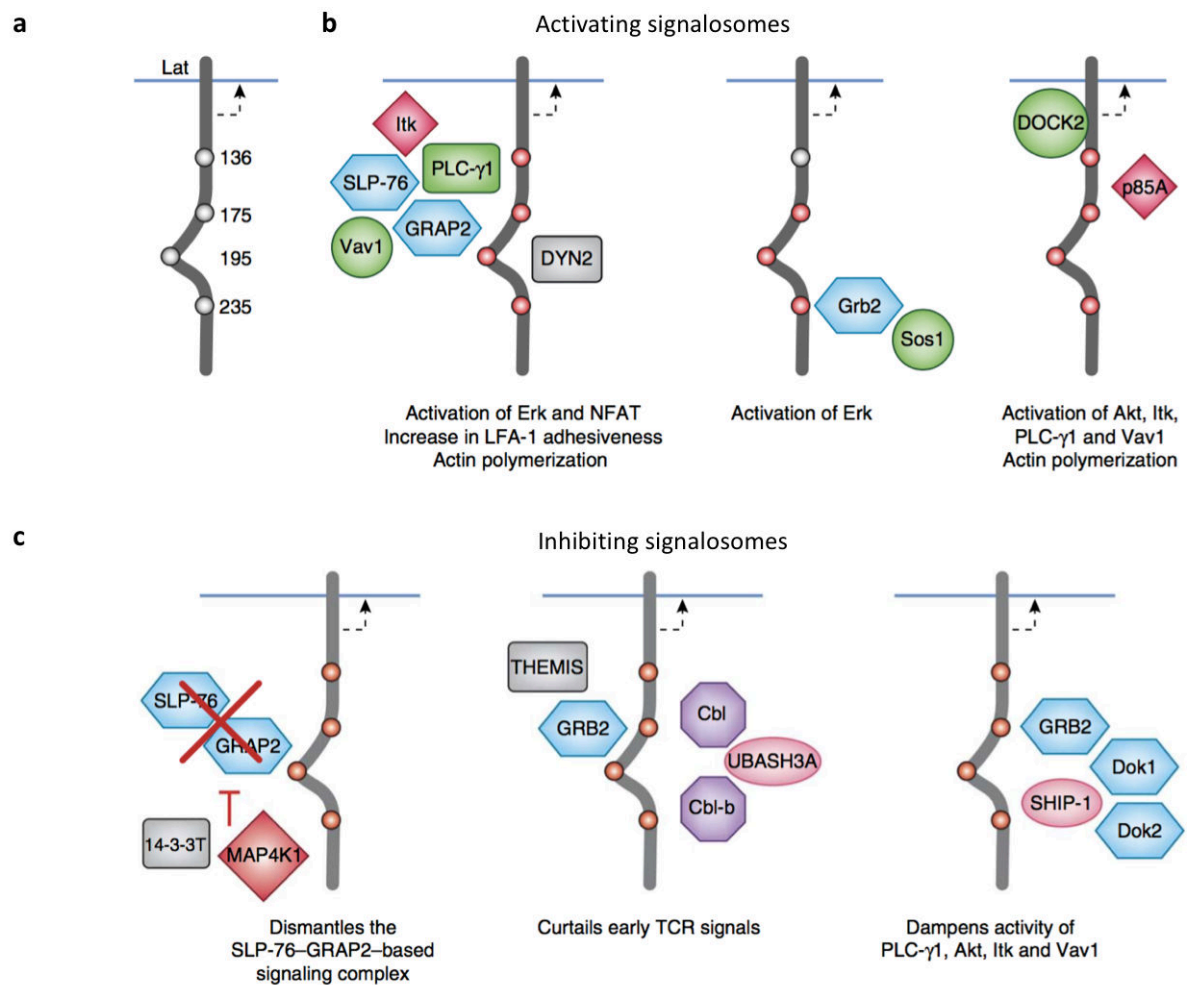 a
Lat
136
175
195
235
b
Activating signalosomes
Itk
PLC-γ1
SLP-76
GRAP2
Vav1
DYN2
Activation of Erk and NFAT
Increase in LFA-1 adhesiveness
Actin polymerization
Grb2
Sos1
Activation of Erk
DOCK2
p85A
Activation of Akt, Itk,
PLC-γ1 and Vav1
Actin polymerization
c
Inhibiting signalosomes
SLP-76
GRAP2
14-3-3T
MAP4K1
Dismantles the
SLP-76–GRAP2–based
signaling complex
THEMIS
GRB2
Cbl
UBASH3A
Cbl-b
Curtails early TCR signals
GRB2
Dok1
SHIP-1
Dok2
Dampens activity of
PLC-γ1, Akt, Itk and Vav1